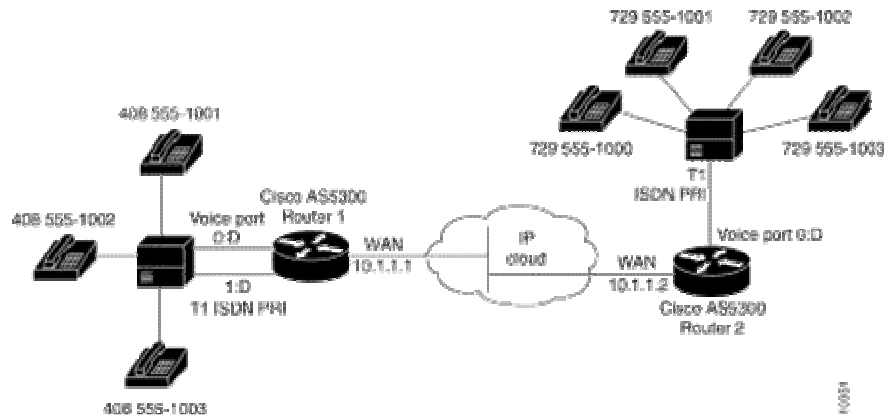 729 555-1001
729 555-1002
408 555-1001
729 555-1000
729 555-1003
T1
ISDN PRI
Cisco AS5300
Router 1
408 555-1002
Voice port
0:D
WAN
10.1.1.1
IP
cloud
Voice port 0:D
WAN
10.1.1.2
1:D
T1 ISDN PRI
Cisco AS5300
Router 2
408 555-1003